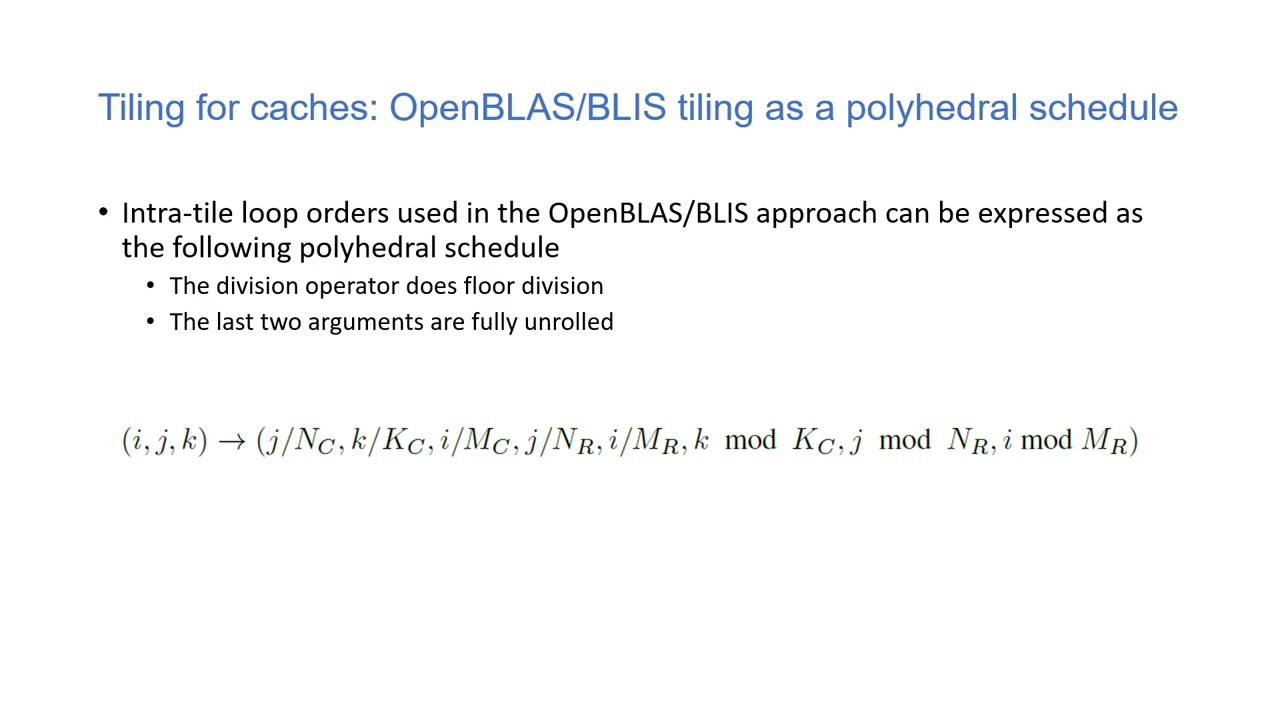 Tiling for caches: OpenBLAS/BLIS tiling as a polyhedral schedule
• Intra-tile loop orders used in the OpenBLAS/BLIS approach can be expressed as
the following polyhedral schedule
• The division operator does floor division
• The last two arguments are fully unrolled
(i, j, k) → (j/N_C, k/K_C, i/M_C, j/N_R, i/M_R, k mod K_C, j mod N_R, i mod M_R)